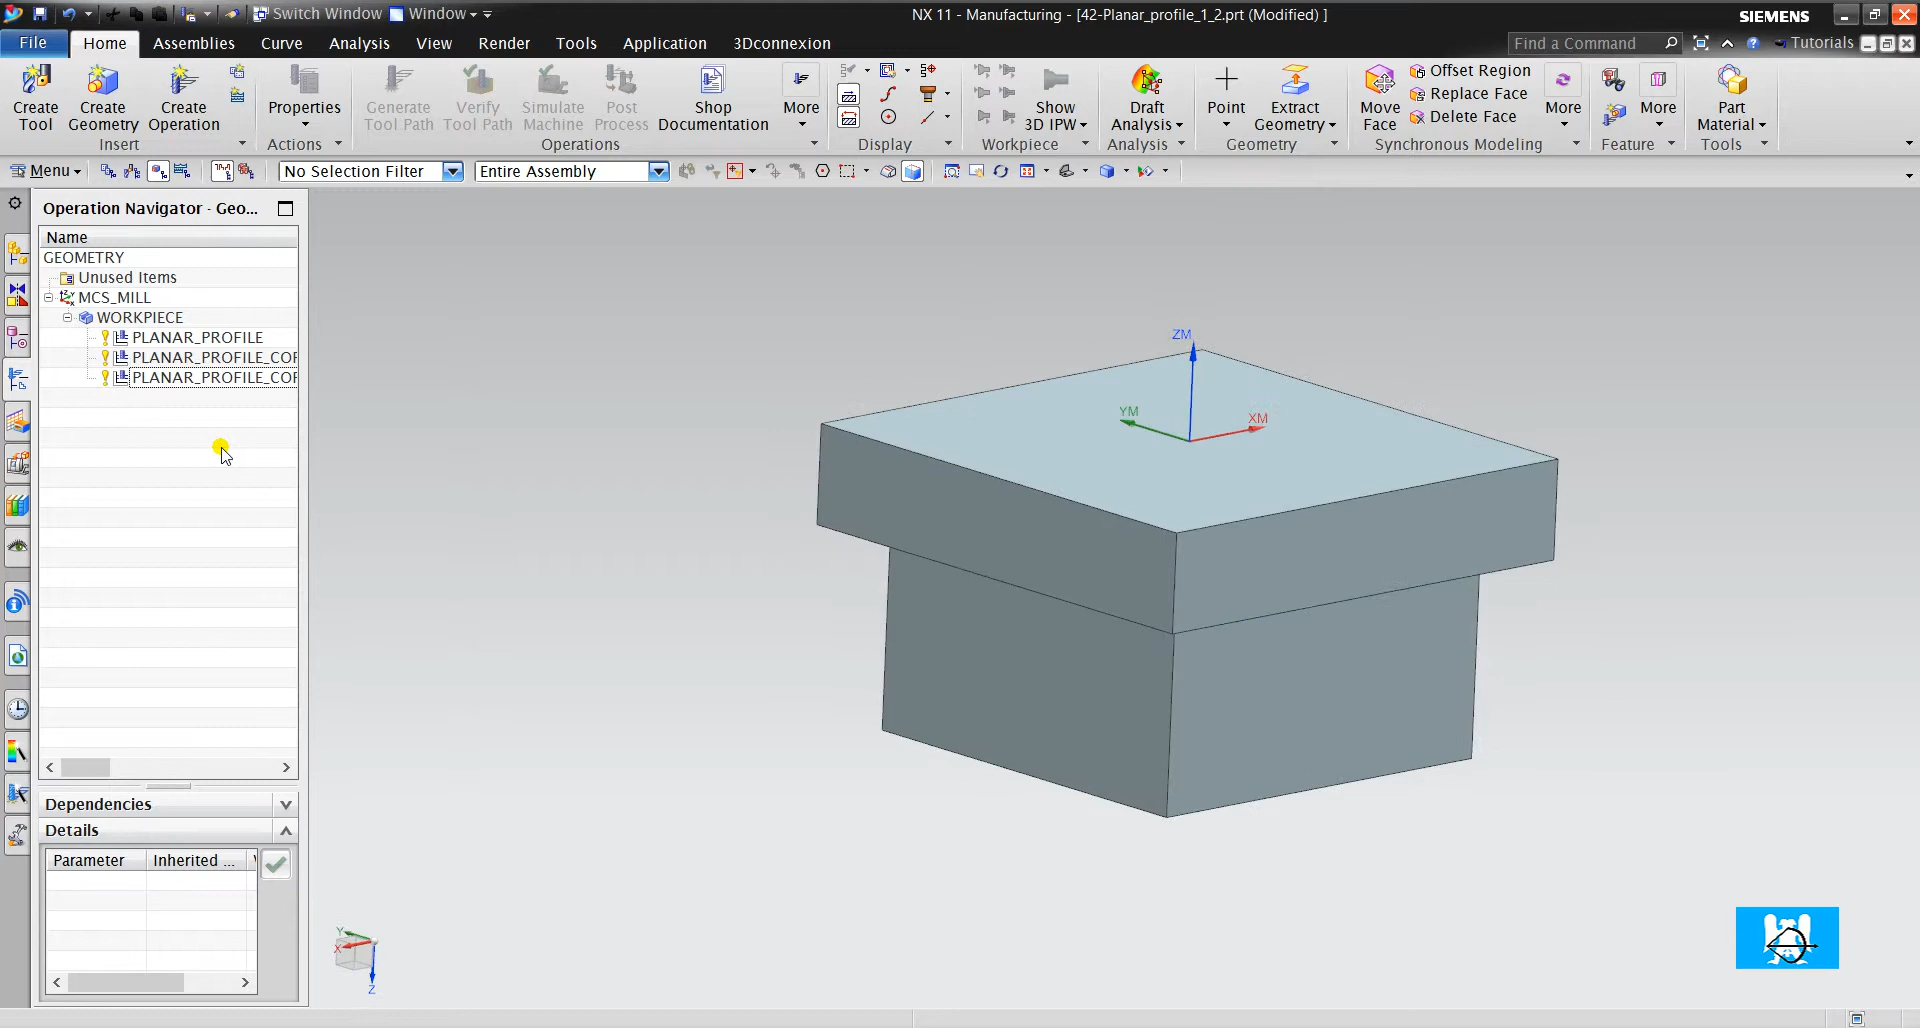 Switch Window Window NX 11 - Manufacturing - [42-Planar_profile_1_2.prt (Modified) ] SIEMENS
File Home Assemblies Curve Analysis View Render Tools Application 3Dconnexion Find a Command Tutorials
Create Tool Create Geometry Create Operation Properties Generate Tool Path Verify Tool Path Simulate Machine Post Process Shop Documentation More Show 3D IPW Draft Analysis Point Extract Geometry Move Face Offset Region Replace Face Delete Face More More Part Material
Insert Actions Operations Display Workpiece Analysis Geometry Synchronous Modeling Feature Tools
Menu No Selection Filter Entire Assembly
Operation Navigator - Geo...
Name
GEOMETRY
Unused Items
MCS_MILL
WORKPIECE
PLANAR_PROFILE
PLANAR_PROFILE_COP
PLANAR_PROFILE_COP
ZM
YM XM
Dependencies
Details
Parameter Inherited ...
Y
X
Z